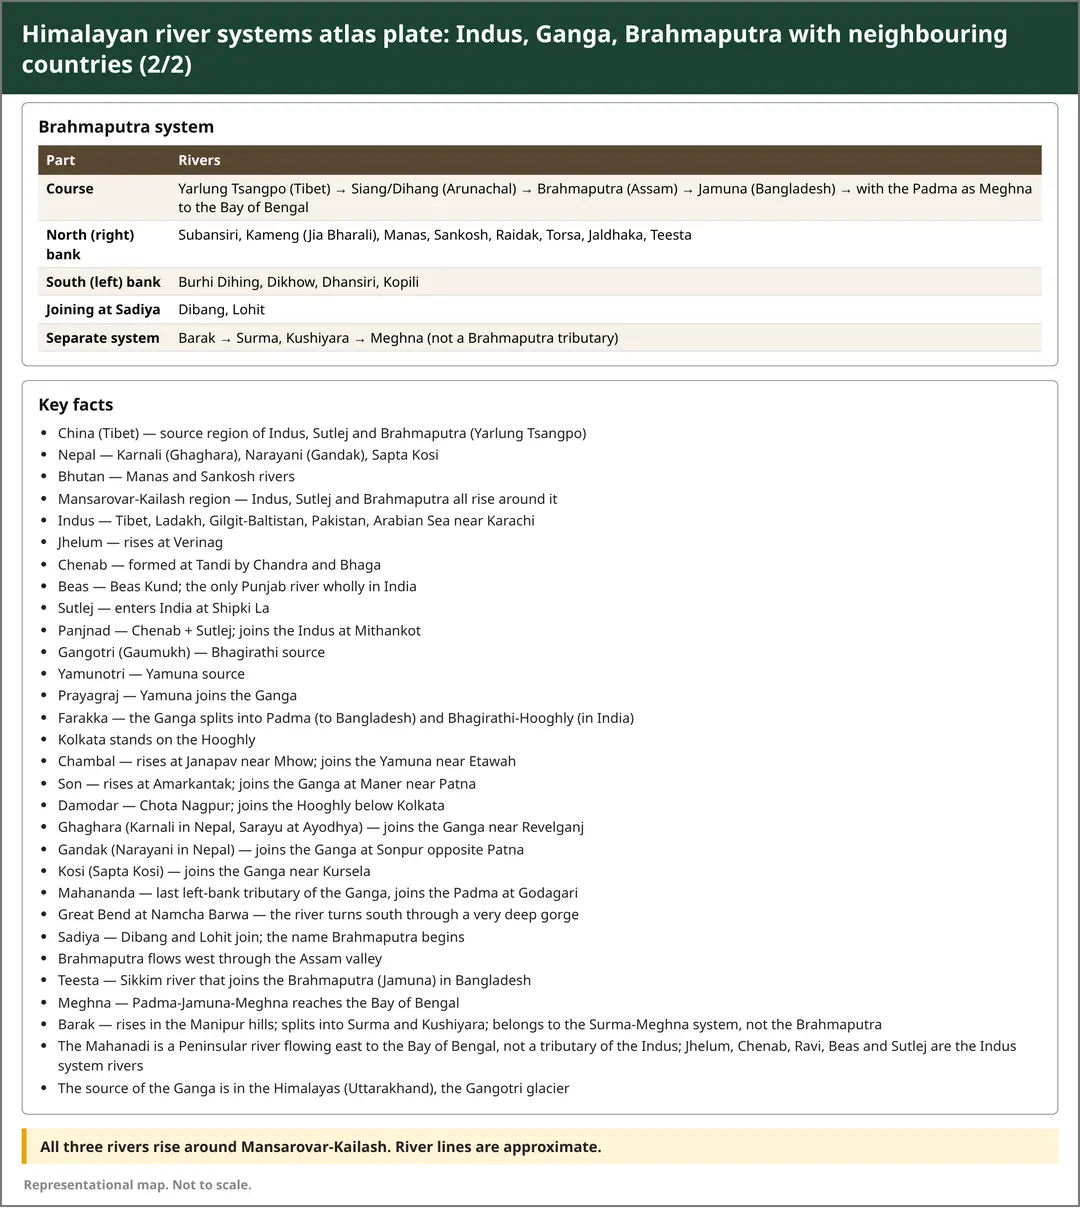 Himalayan river systems atlas plate: Indus, Ganga, Brahmaputra with neighbouring
countries (2/2)
Brahmaputra system
Part Rivers
Course Yarlung Tsangpo (Tibet) → Siang/Dihang (Arunachal) → Brahmaputra (Assam) → Jamuna (Bangladesh) → with the Padma as Meghna
to the Bay of Bengal
North (right) Subansiri, Kameng (Jia Bharali), Manas, Sankosh, Raidak, Torsa, Jaldhaka, Teesta
bank
South (left) bank Burhi Dihing, Dikhow, Dhansiri, Kopili
Joining at Sadiya Dibang, Lohit
Separate system Barak → Surma, Kushiyara → Meghna (not a Brahmaputra tributary)
Key facts
• China (Tibet) — source region of Indus, Sutlej and Brahmaputra (Yarlung Tsangpo)
• Nepal — Karnali (Ghaghara), Narayani (Gandak), Sapta Kosi
• Bhutan — Manas and Sankosh rivers
• Mansarovar-Kailash region — Indus, Sutlej and Brahmaputra all rise around it
• Indus — Tibet, Ladakh, Gilgit-Baltistan, Pakistan, Arabian Sea near Karachi
• Jhelum — rises at Verinag
• Chenab — formed at Tandi by Chandra and Bhaga
• Beas — Beas Kund; the only Punjab river wholly in India
• Sutlej — enters India at Shipki La
• Panjnad — Chenab + Sutlej; joins the Indus at Mithankot
• Gangotri (Gaumukh) — Bhagirathi source
• Yamunotri — Yamuna source
• Prayagraj — Yamuna joins the Ganga
• Farakka — the Ganga splits into Padma (to Bangladesh) and Bhagirathi-Hooghly (in India)
• Kolkata stands on the Hooghly
• Chambal — rises at Janapav near Mhow; joins the Yamuna near Etawah
• Son — rises at Amarkantak; joins the Ganga at Maner near Patna
• Damodar — Chota Nagpur; joins the Hooghly below Kolkata
• Ghaghara (Karnali in Nepal, Sarayu at Ayodhya) — joins the Ganga near Revelganj
• Gandak (Narayani in Nepal) — joins the Ganga at Sonpur opposite Patna
• Kosi (Sapta Kosi) — joins the Ganga near Kursela
• Mahananda — last left-bank tributary of the Ganga, joins the Padma at Godagari
• Great Bend at Namcha Barwa — the river turns south through a very deep gorge
• Sadiya — Dibang and Lohit join; the name Brahmaputra begins
• Brahmaputra flows west through the Assam valley
• Teesta — Sikkim river that joins the Brahmaputra (Jamuna) in Bangladesh
• Meghna — Padma-Jamuna-Meghna reaches the Bay of Bengal
• Barak — rises in the Manipur hills; splits into Surma and Kushiyara; belongs to the Surma-Meghna system, not the Brahmaputra
• The Mahanadi is a Peninsular river flowing east to the Bay of Bengal, not a tributary of the Indus; Jhelum, Chenab, Ravi, Beas and Sutlej are the Indus
system rivers
• The source of the Ganga is in the Himalayas (Uttarakhand), the Gangotri glacier
All three rivers rise around Mansarovar-Kailash. River lines are approximate.
Representational map. Not to scale.